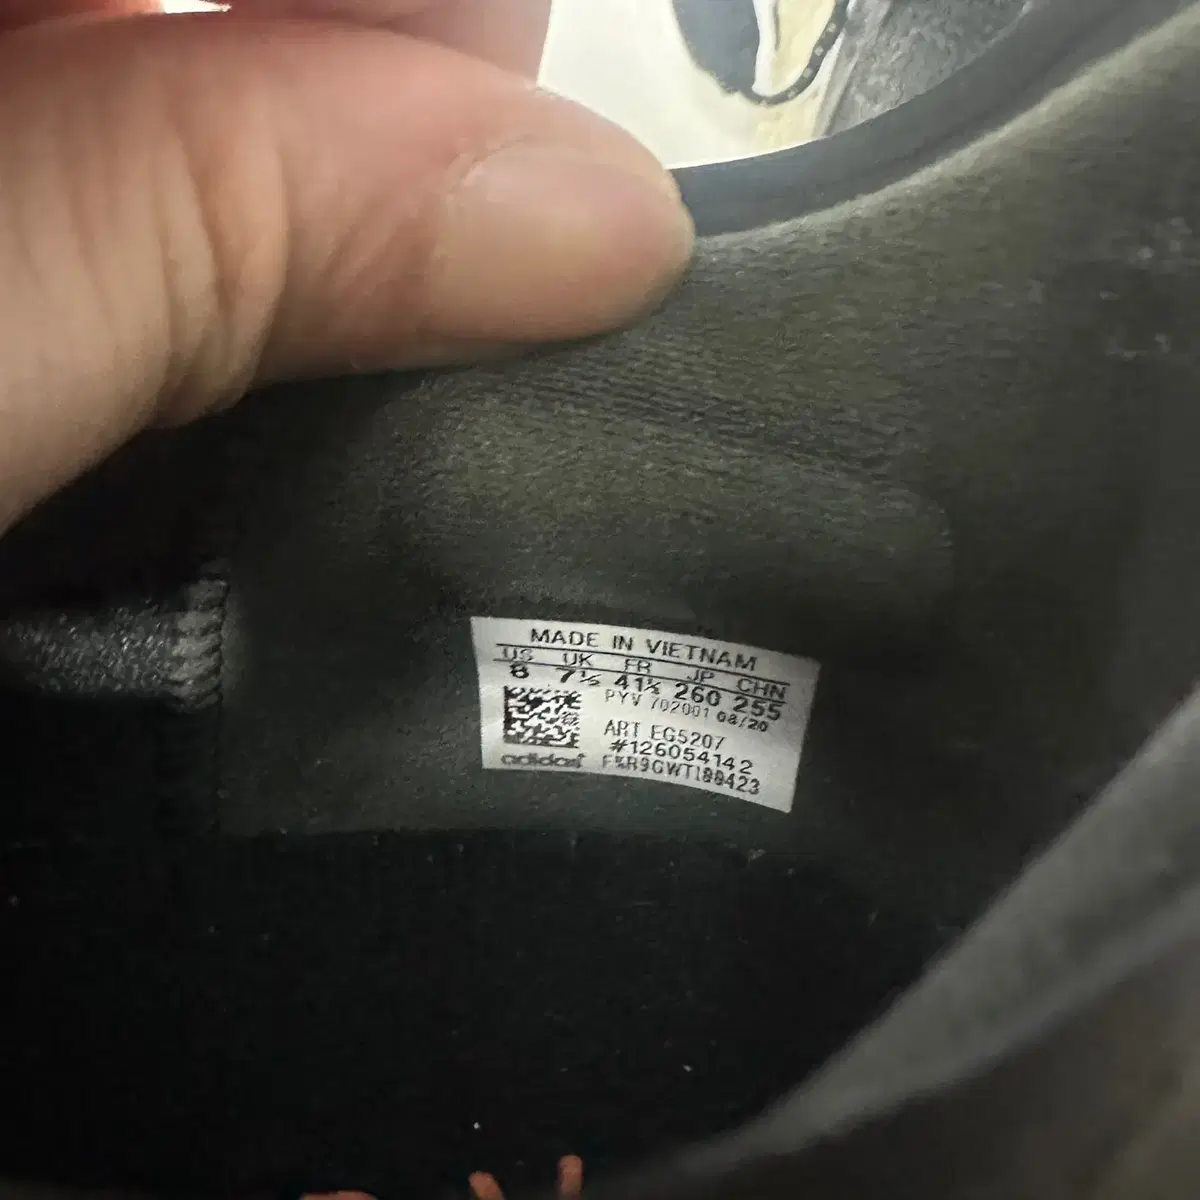 MADE IN VIETNAM
US UK FR JP CHN
8 7½ 41⅓ 260 255
PYV 702001 08/20
ART EG5207
#126054142
adidas